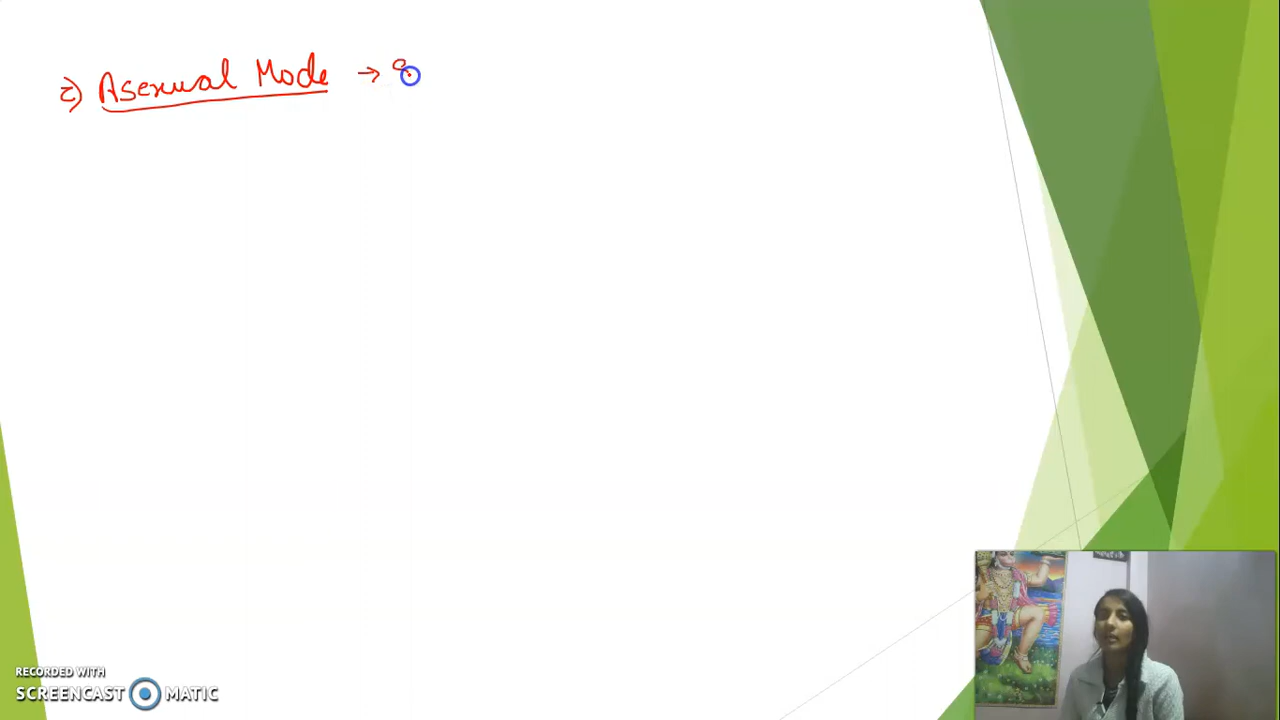 2) Asexual Mode →
RECORDED WITH
SCREENCAST MATIC